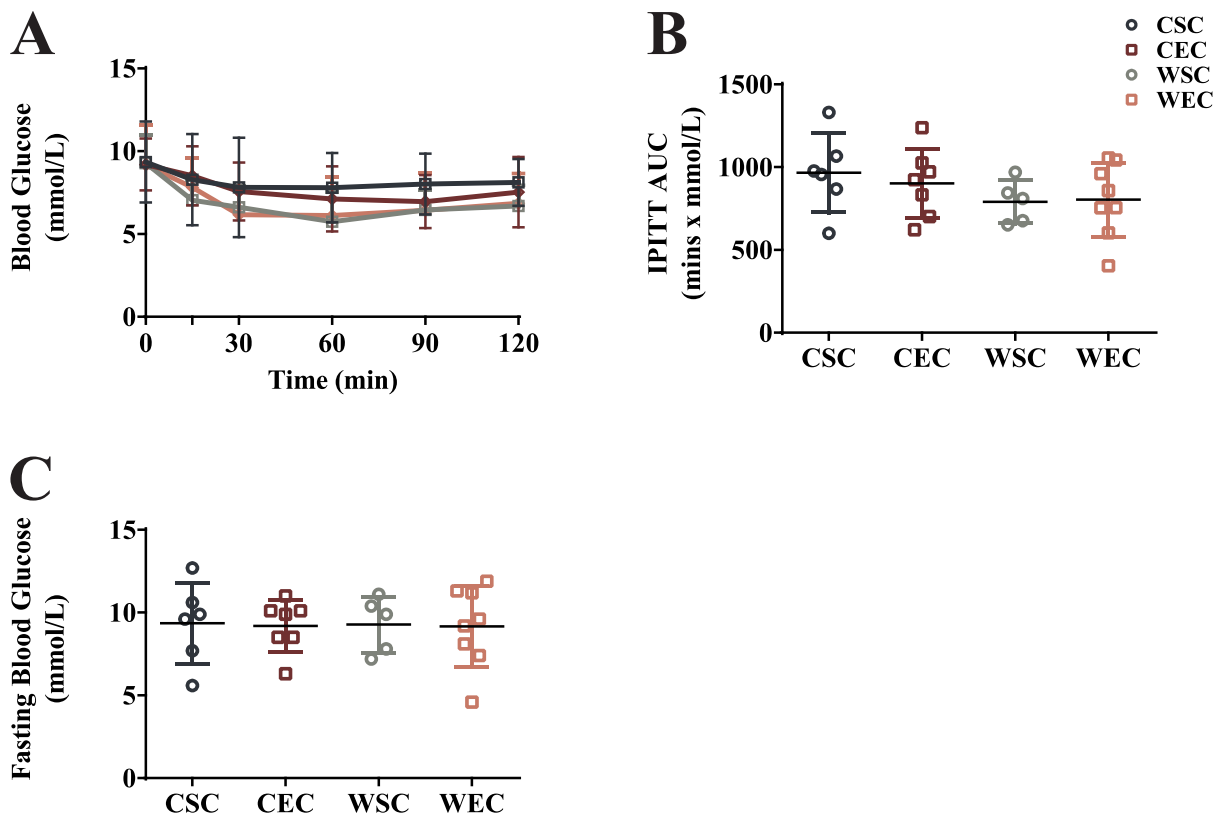 A
Blood Glucose
(mmol/L)
15
10
5
0
0 30 60 90 120
Time (min)
B
CSC
CEC
WSC
WEC
IPITT AUC
(mins x mmol/L)
1500
1000
500
0
CSC CEC WSC WEC
C
Fasting Blood Glucose
(mmol/L)
15
10
5
0
CSC CEC WSC WEC